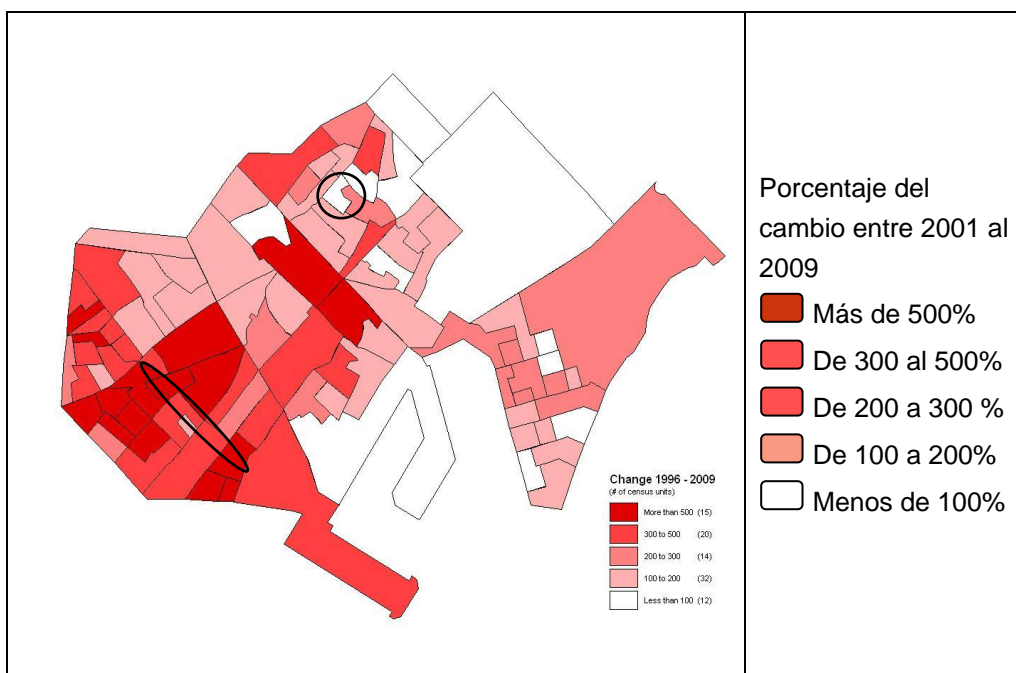 Change 1996 - 2009
(# of census units)
More than 500 (15)
300 to 500 (20)
200 to 300 (14)
100 to 200 (32)
Less than 100 (12)
Porcentaje del
cambio entre 2001 al
2009
Más de 500%
De 300 al 500%
De 200 a 300 %
De 100 a 200%
Menos de 100%